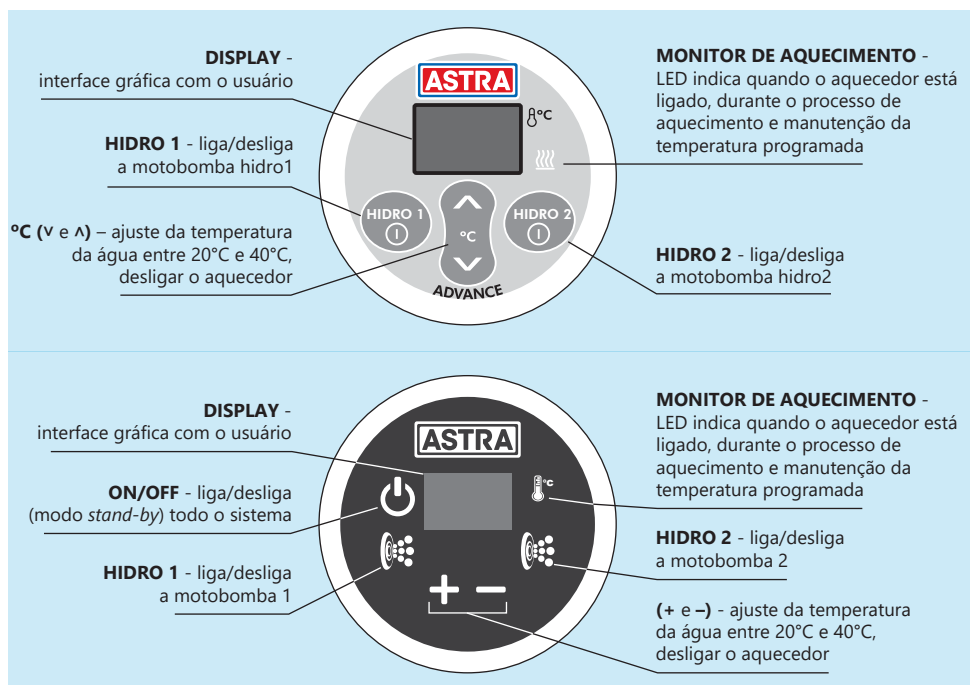 DISPLAY -
interface gráfica com o usuário
HIDRO 1 - liga/desliga
a motobomba hidro1
ºC (˅ e ˄) – ajuste da temperatura
da água entre 20°C e 40°C,
desligar o aquecedor
ASTRA
°C
HIDRO 1
ºC
HIDRO 2
ADVANCE
MONITOR DE AQUECIMENTO -
LED indica quando o aquecedor está
ligado, durante o processo de
aquecimento e manutenção da
temperatura programada
HIDRO 2 - liga/desliga
a motobomba hidro2
DISPLAY -
interface gráfica com o usuário
ON/OFF - liga/desliga
(modo stand-by) todo o sistema
HIDRO 1 - liga/desliga
a motobomba 1
ASTRA
°C
+ −
MONITOR DE AQUECIMENTO -
LED indica quando o aquecedor está
ligado, durante o processo de
aquecimento e manutenção da
temperatura programada
HIDRO 2 - liga/desliga
a motobomba 2
(+ e –) - ajuste da temperatura
da água entre 20°C e 40°C,
desligar o aquecedor